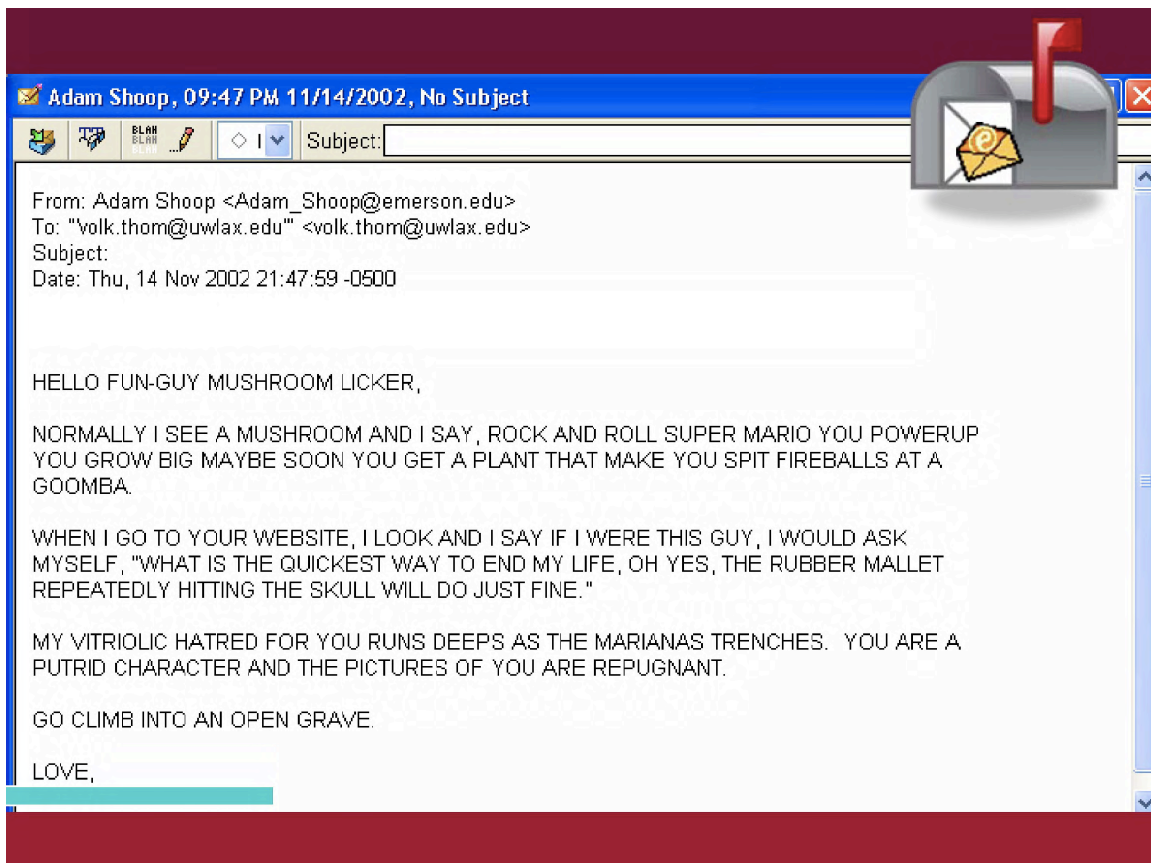 Adam Shoop, 09:47 PM 11/14/2002, No Subject
BLAH
BLAH
BLAH
Subject:
From: Adam Shoop <Adam_Shoop@emerson.edu>
To: "'volk.thom@uwlax.edu'" <volk.thom@uwlax.edu>
Subject:
Date: Thu, 14 Nov 2002 21:47:59 -0500
HELLO FUN-GUY MUSHROOM LICKER,
NORMALLY I SEE A MUSHROOM AND I SAY, ROCK AND ROLL SUPER MARIO YOU POWERUP
YOU GROW BIG MAYBE SOON YOU GET A PLANT THAT MAKE YOU SPIT FIREBALLS AT A
GOOMBA.
WHEN I GO TO YOUR WEBSITE, I LOOK AND I SAY IF I WERE THIS GUY, I WOULD ASK
MYSELF, "WHAT IS THE QUICKEST WAY TO END MY LIFE, OH YES, THE RUBBER MALLET
REPEATEDLY HITTING THE SKULL WILL DO JUST FINE."
MY VITRIOLIC HATRED FOR YOU RUNS DEEPS AS THE MARIANAS TRENCHES.  YOU ARE A
PUTRID CHARACTER AND THE PICTURES OF YOU ARE REPUGNANT.
GO CLIMB INTO AN OPEN GRAVE.
LOVE,